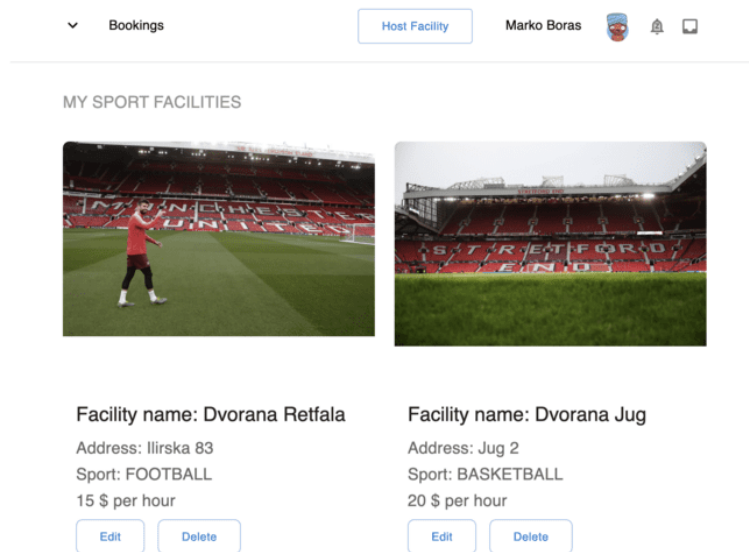 Bookings
Host Facility
Marko Boras
MY SPORT FACILITIES
MANCHESTE
UNITED
STRETFORD
END
Facility name: Dvorana Retfala
Address: Ilirska 83
Sport: FOOTBALL
15 $ per hour
Edit
Delete
Facility name: Dvorana Jug
Address: Jug 2
Sport: BASKETBALL
20 $ per hour
Edit
Delete